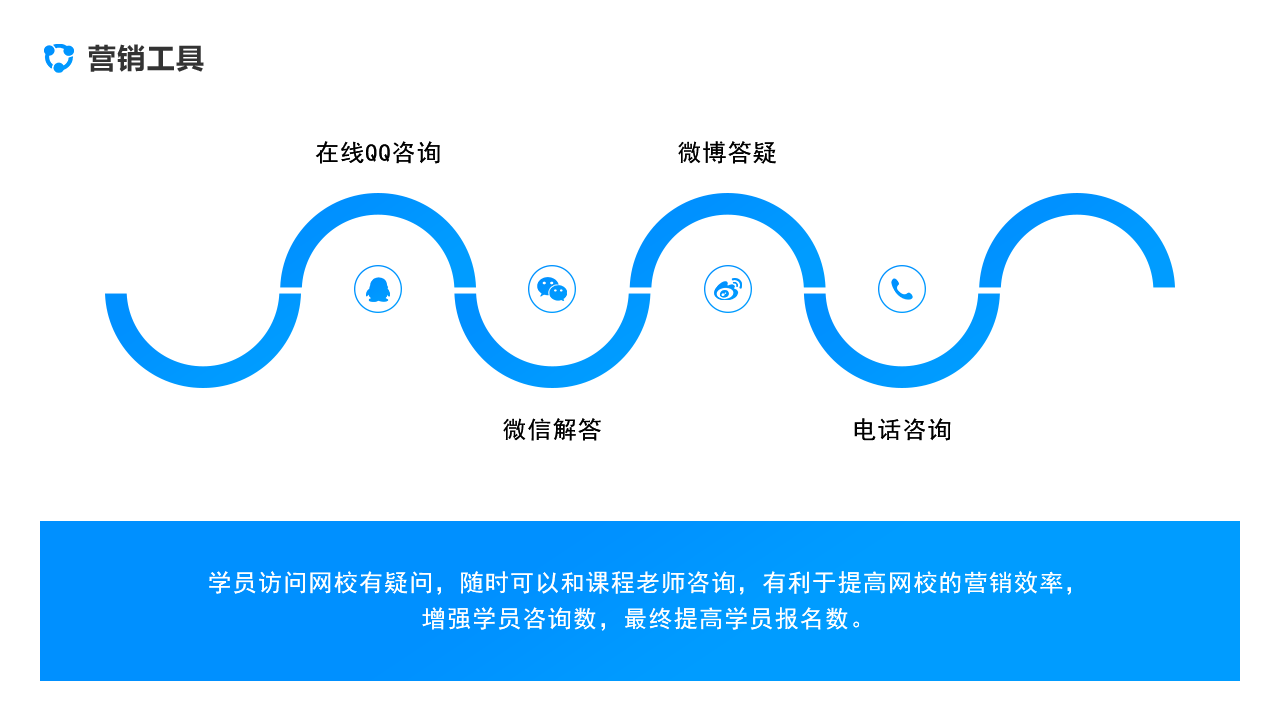 营销工具
在线QQ咨询
微博答疑
微信解答
电话咨询
学员访问网校有疑问，随时可以和课程老师咨询，有利于提高网校的营销效率，
增强学员咨询数，最终提高学员报名数。